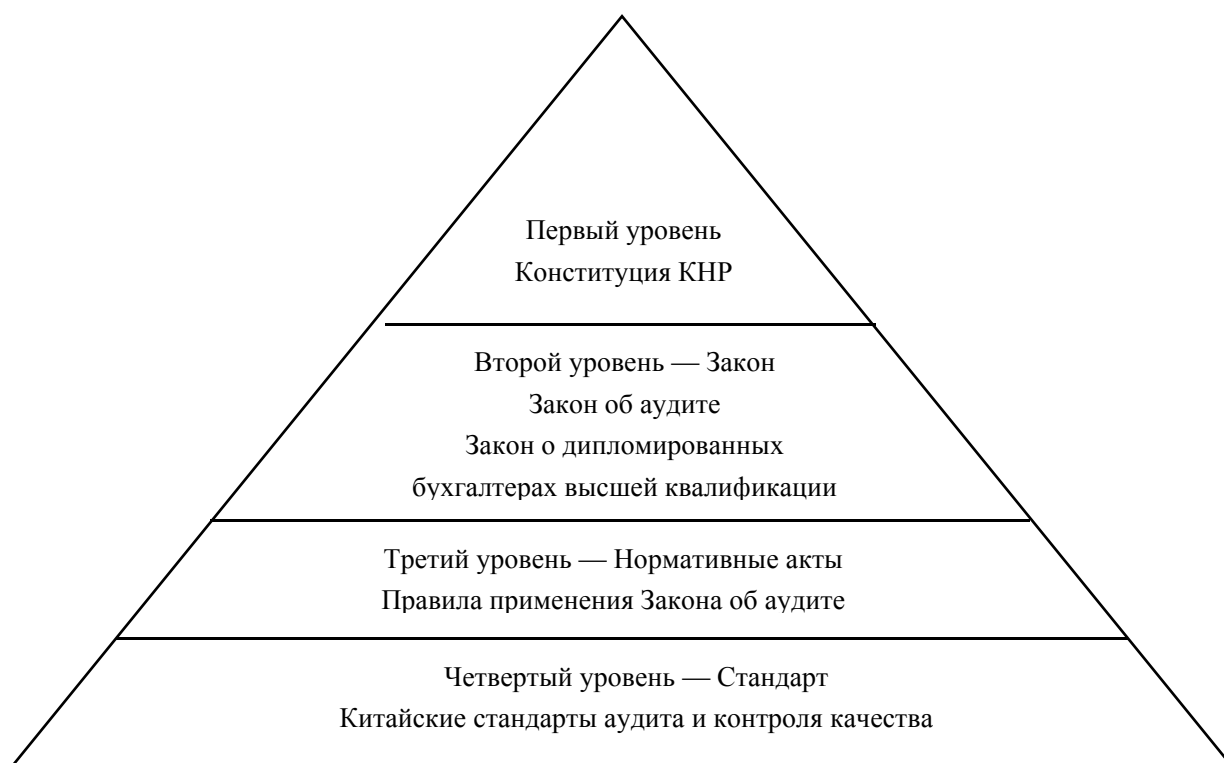 Первый уровень
Конституция КНР
Второй уровень — Закон
Закон об аудите
Закон о дипломированных
бухгалтерах высшей квалификации
Третий уровень — Нормативные акты
Правила применения Закона об аудите
Четвертый уровень — Стандарт
Китайские стандарты аудита и контроля качества